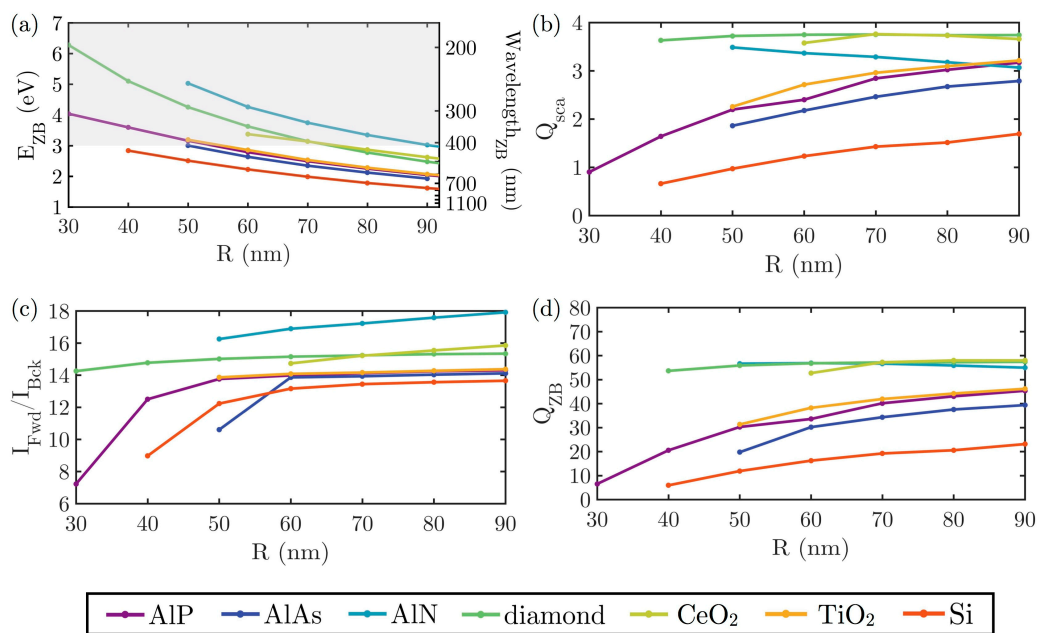 (a)
7
6
5
4
3
2
1
E_ZB (eV)
30 40 50 60 70 80 90
R (nm)
200
300
400
700
1100
Wavelength_ZB (nm)
(b)
4
3
2
1
0
Q_sca
30 40 50 60 70 80 90
R (nm)
(c)
18
16
14
12
10
8
6
I_Fwd/I_Bck
30 40 50 60 70 80 90
R (nm)
(d)
80
70
60
50
40
30
20
10
0
Q_ZB
30 40 50 60 70 80 90
R (nm)
AlP AlAs AlN diamond CeO₂ TiO₂ Si